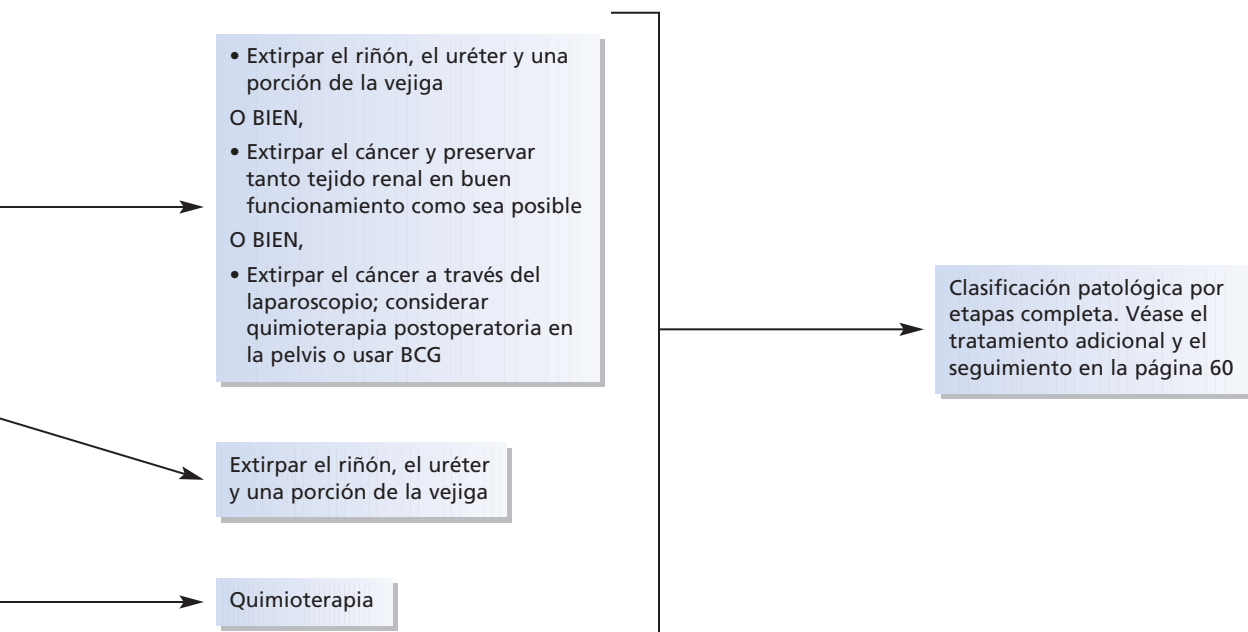 • Extirpar el riñón, el uréter y una
porción de la vejiga
O BIEN,
• Extirpar el cáncer y preservar
tanto tejido renal en buen
funcionamiento como sea posible
O BIEN,
• Extirpar el cáncer a través del
laparoscopio; considerar
quimioterapia postoperatoria en
la pelvis o usar BCG
Clasificación patológica por
etapas completa. Véase el
tratamiento adicional y el
seguimiento en la página 60
Extirpar el riñón, el uréter
y una porción de la vejiga
Quimioterapia